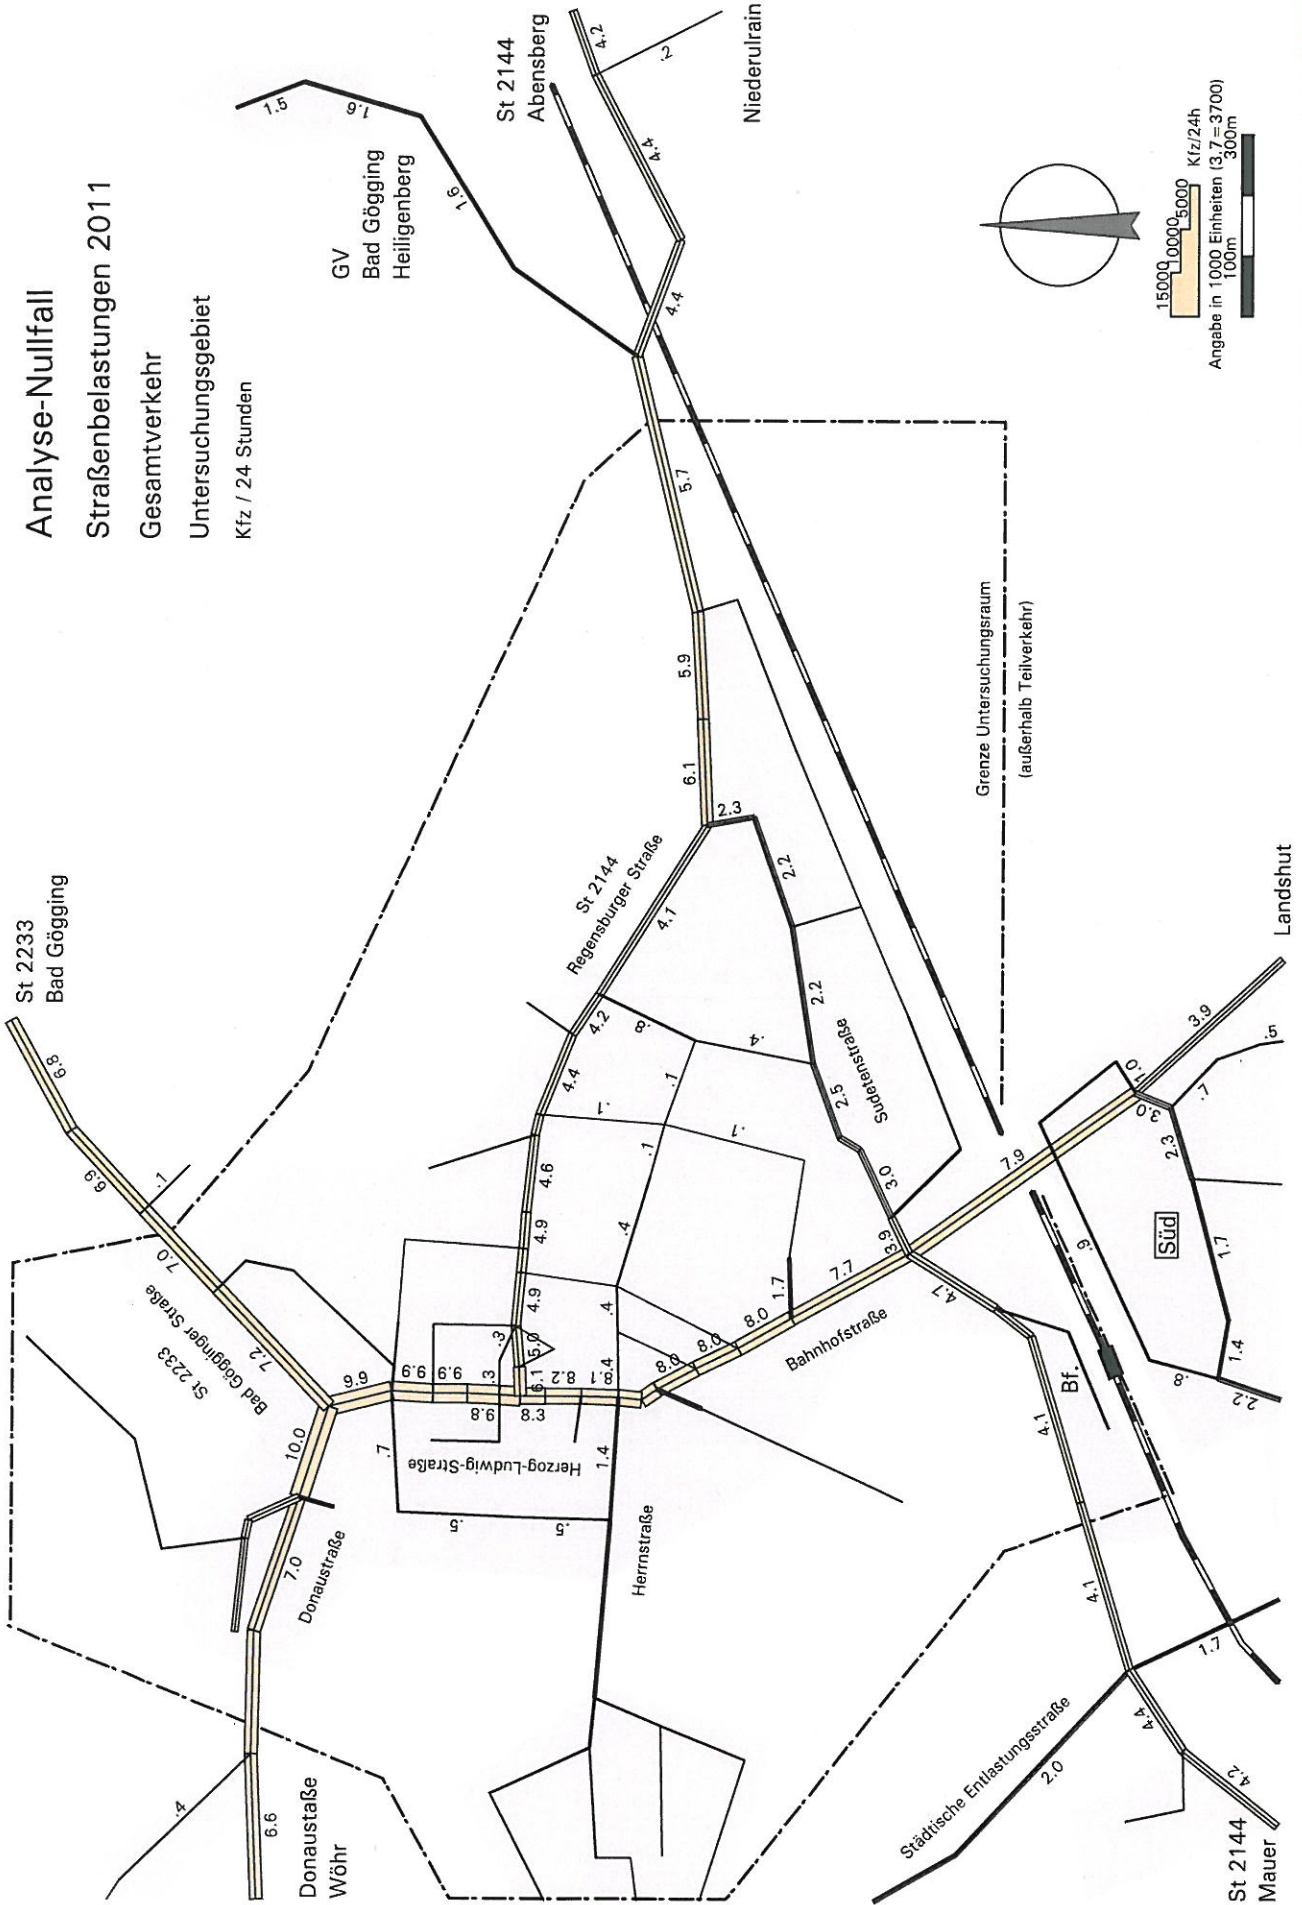 Analyse-Nullfall
Straßenbelastungen 2011
Gesamtverkehr
Untersuchungsgebiet
Kfz / 24 Stunden
St 2233
Bad Gögging
GV
Bad Gögging
Heiligenberg
St 2144
Abensberg
Niederulrain
1.5
1.6
1.6
4.2
.2
4.4
4.4
5.7
5.9
6.1
2.3
2.2
2.2
2.5
3.0
3.9
St 2144
Regensburger Straße
4.1
4.2
4.4
4.6
4.9
4.9
5.0
6.1
.3
.3
.8
.4
.1
.1
.1
.1
.4
.4
Sudetenstraße
6.8
6.9
.1
7.0
7.2
St 2233
Bad Gögginger Straße
9.9
9.9
9.9
9.8
8.3
8.2
8.1
.4
10.0
7.0
Donaustraße
.4
6.6
Donaustaße
Wöhr
.7
.5
.5
1.4
Herzog-Ludwig-Straße
Herrnstraße
8.0
8.0
8.0
1.7
7.7
Bahnhofstraße
7.9
4.7
4.1
4.1
Bf.
Städtische Entlastungsstraße
2.0
1.7
4.4
4.2
St 2144
Mauer
Grenze Untersuchungsraum
(außerhalb Teilverkehr)
1.0
3.0
3.9
Landshut
.5
.7
2.3
1.7
1.4
.8
2.2
.9
Süd
15000
10000
5000
Kfz/24h
Angabe in 1000 Einheiten (3.7=3700)
100m
300m